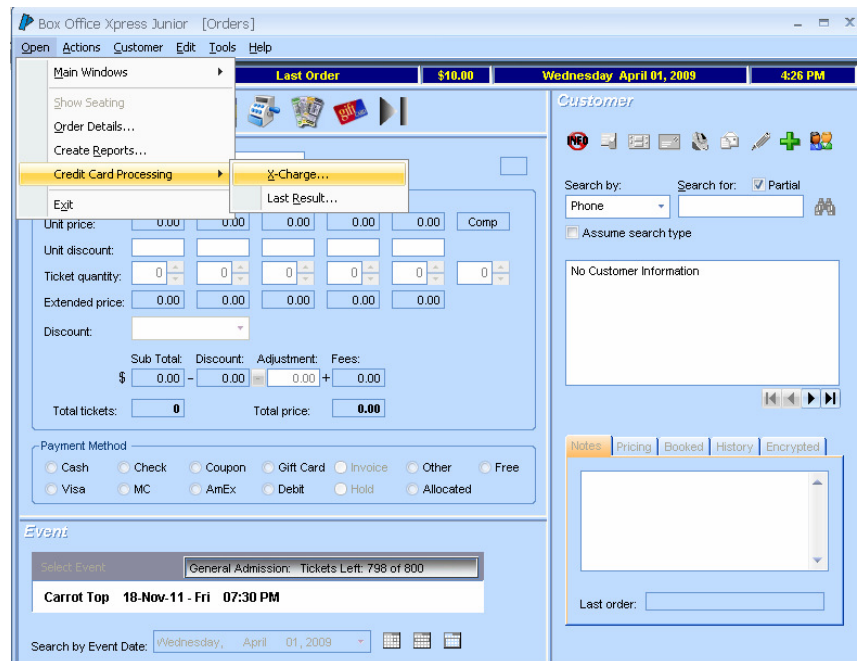 Box Office Xpress Junior [Orders]
Open Actions Customer Edit Tools Help
Main Windows
Show Seating
Order Details...
Create Reports...
Credit Card Processing
Exit
X-Charge...
Last Result...
Last Order $10.00 Wednesday April 01, 2009 4:26 PM
gift
Unit price: 0.00 0.00 0.00 0.00 0.00 Comp
Unit discount:
Ticket quantity: 0 0 0 0 0 0
Extended price: 0.00 0.00 0.00 0.00 0.00
Discount:
Sub Total: Discount: Adjustment: Fees:
$ 0.00 - 0.00 0.00 + 0.00
Total tickets: 0 Total price: 0.00
Payment Method
Cash Check Coupon Gift Card Invoice Other Free
Visa MC AmEx Debit Hold Allocated
Event
Select Event General Admission: Tickets Left: 798 of 800
Carrot Top 18-Nov-11 - Fri 07:30 PM
Search by Event Date: Wednesday, April 01, 2009
Customer
INFO
Search by: Search for: Partial
Phone
Assume search type
No Customer Information
Notes Pricing Booked History Encrypted
Last order: